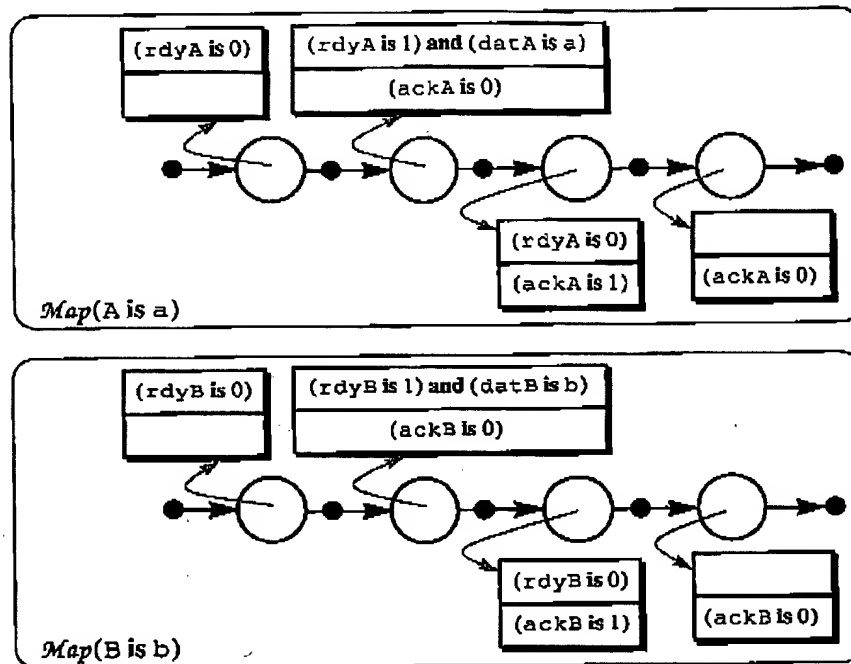 (rdyA is 0)
(rdyA is 1) and (datA is a)
(ackA is 0)
(rdyA is 0)
(ackA is 1)
(ackA is 0)
Map(A is a)
(rdyB is 0)
(rdyB is 1) and (datB is b)
(ackB is 0)
(rdyB is 0)
(ackB is 1)
(ackB is 0)
Map(B is b)